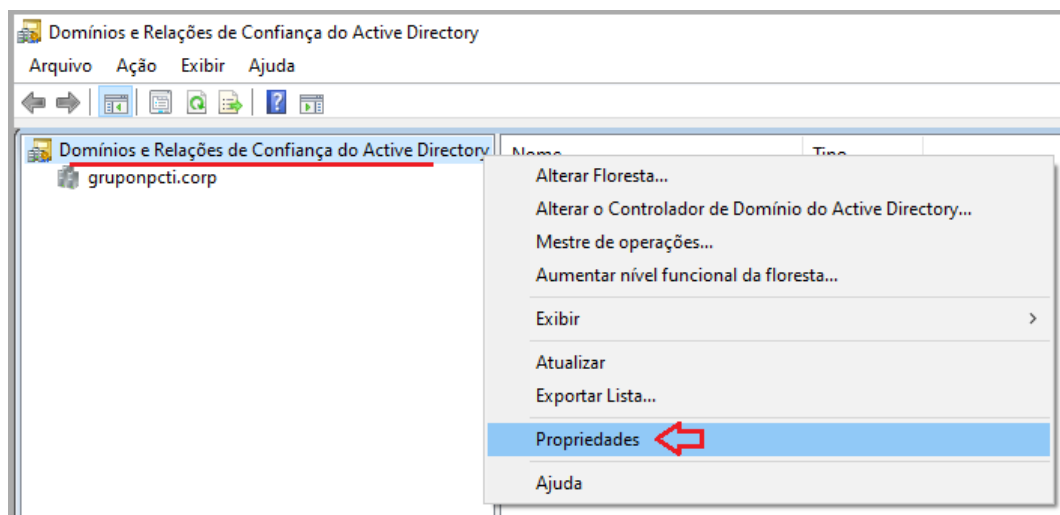 Domínios e Relações de Confiança do Active Directory
Arquivo Ação Exibir Ajuda
Domínios e Relações de Confiança do Active Directory
Nome Tipo
gruponpcti.corp
Alterar Floresta...
Alterar o Controlador de Domínio do Active Directory...
Mestre de operações...
Aumentar nível funcional da floresta...
Exibir
Atualizar
Exportar Lista...
Propriedades
Ajuda